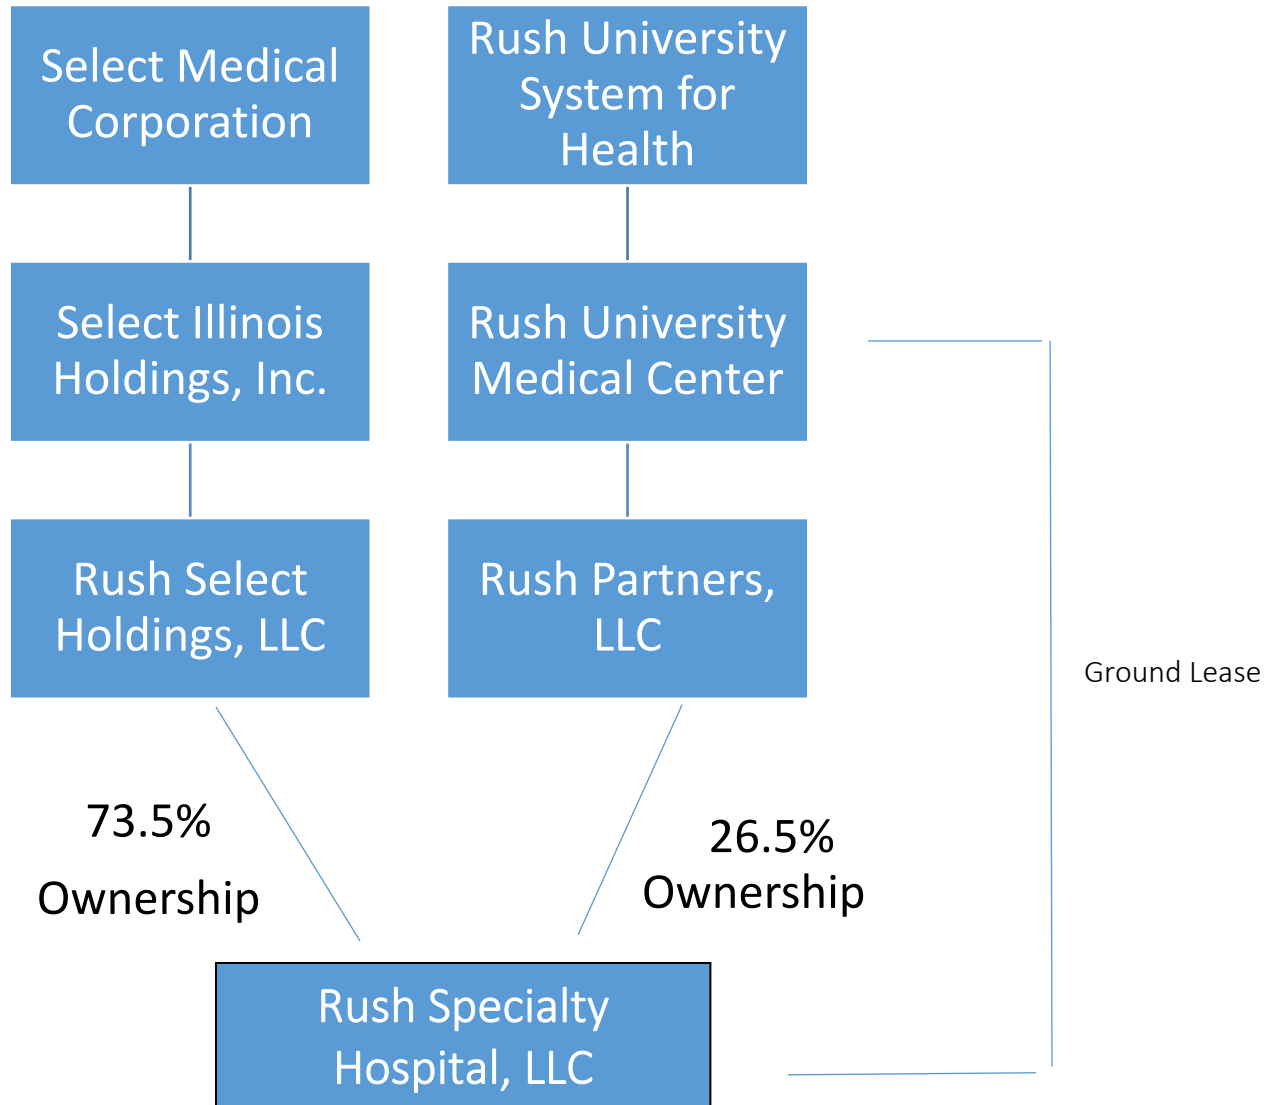 Select Medical
Corporation
Rush University
System for
Health
Select Illinois
Holdings, Inc.
Rush University
Medical Center
Rush Select
Holdings, LLC
Rush Partners,
LLC
Ground Lease
73.5%
Ownership
26.5%
Ownership
Rush Specialty
Hospital, LLC